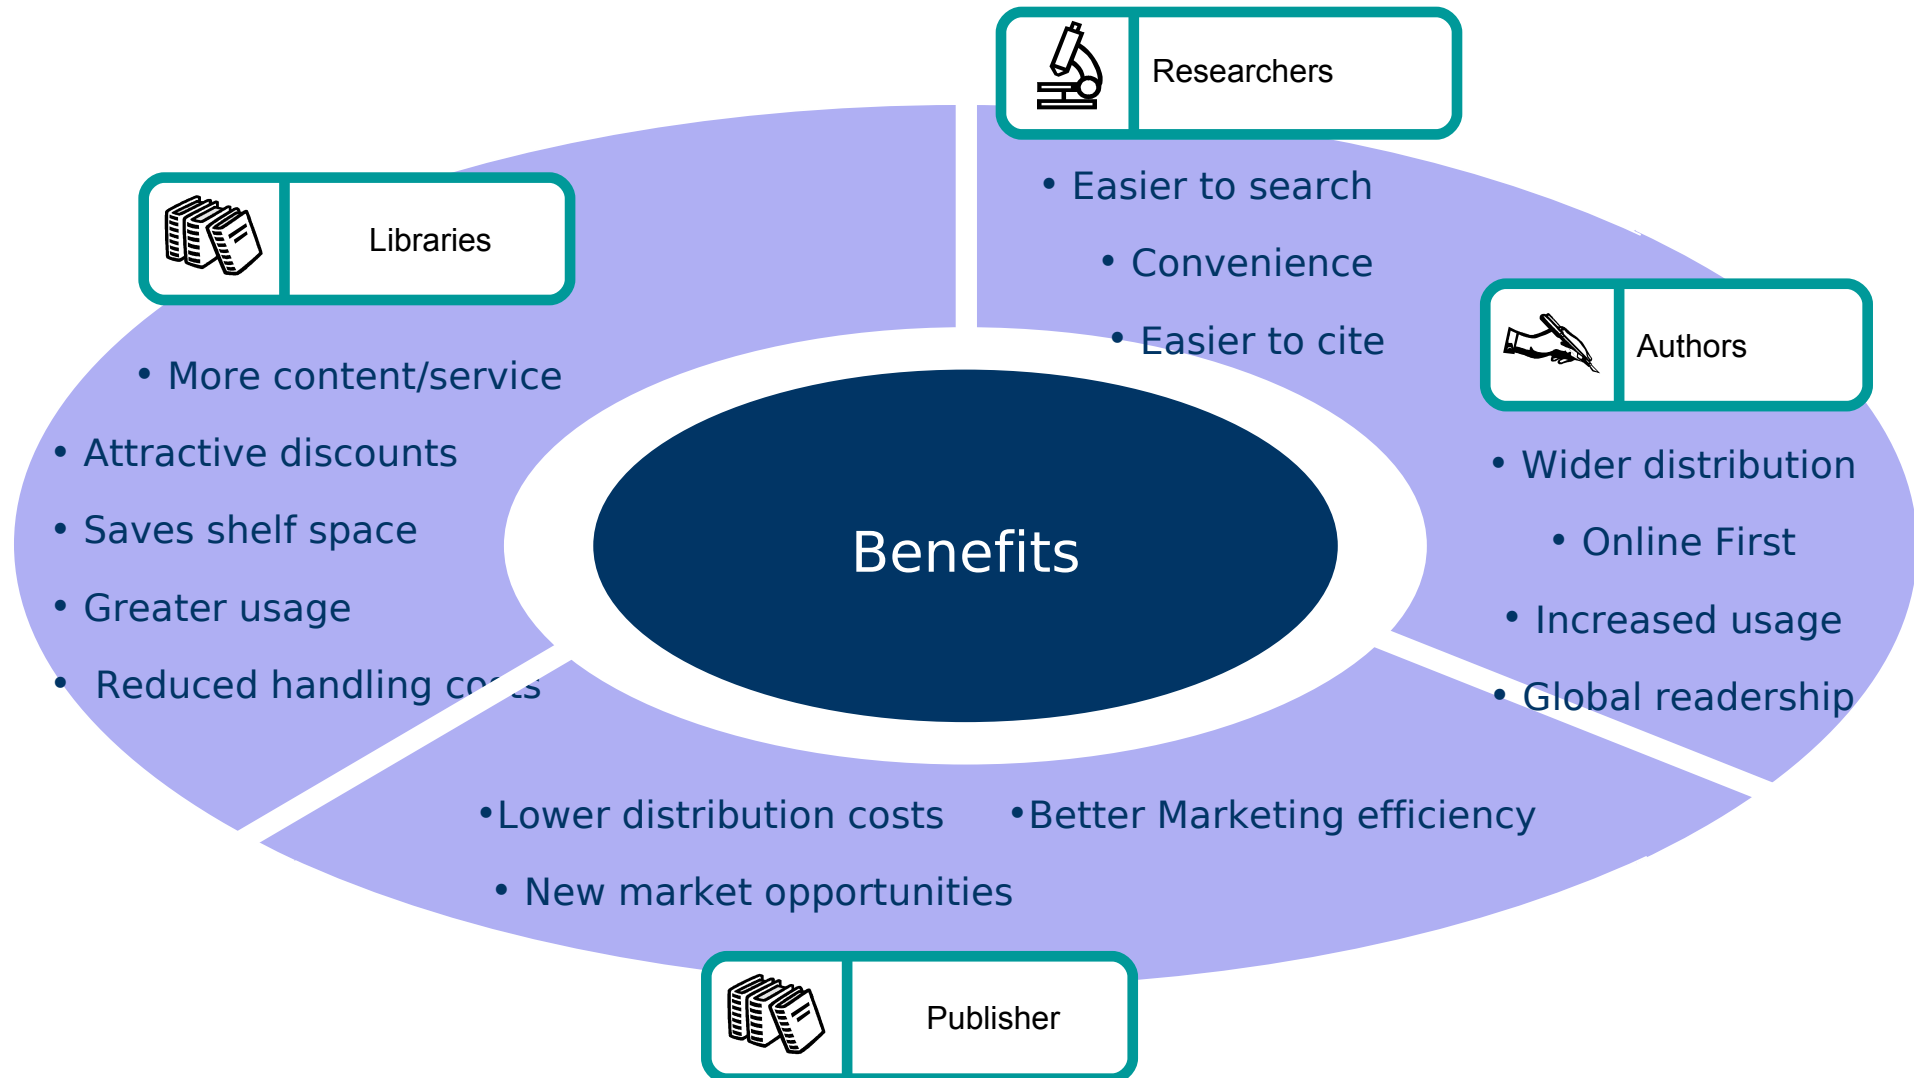 Researchers
• Easier to search
• Convenience
• Easier to cite
Libraries
• More content/service
• Attractive discounts
• Saves shelf space
• Greater usage
• Reduced handling costs
Authors
• Wider distribution
• Online First
• Increased usage
• Global readership
Benefits
•Lower distribution costs •Better Marketing efficiency
• New market opportunities
Publisher